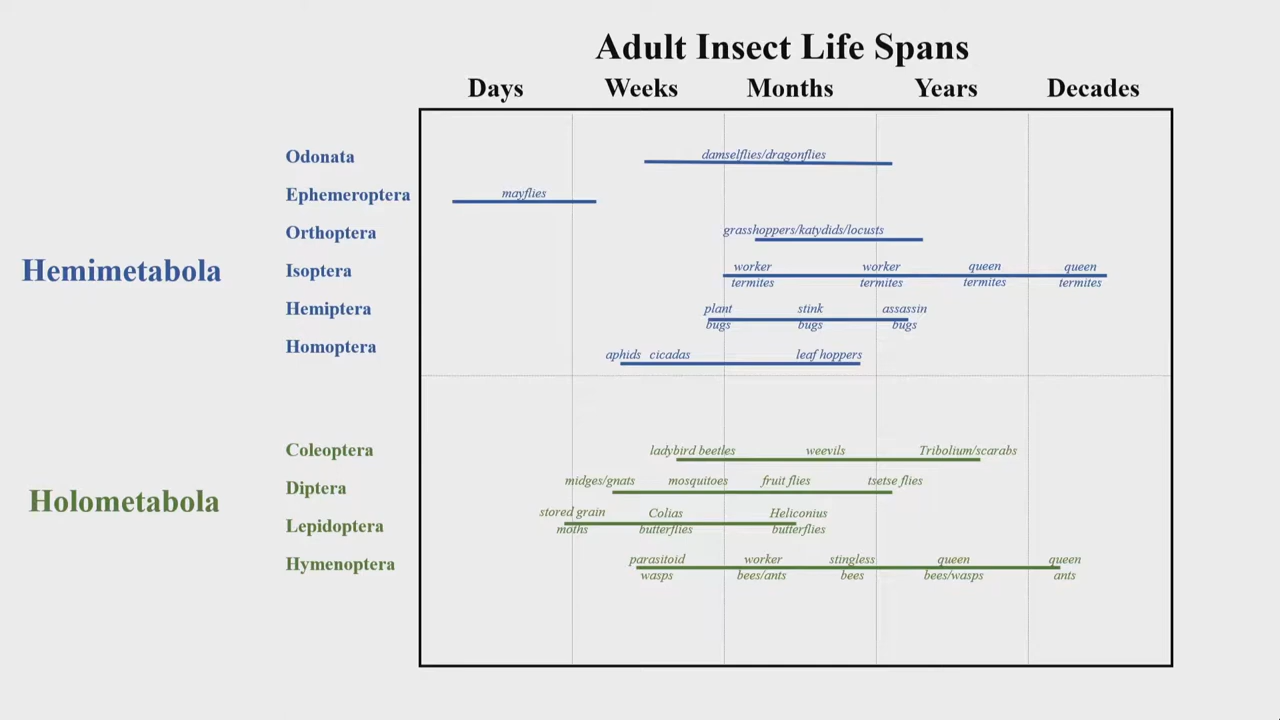 Adult Insect Life Spans
Days Weeks Months Years Decades
Hemimetabola
Odonata
damselflies/dragonflies
Ephemeroptera
mayflies
Orthoptera
grasshoppers/katydids/locusts
Isoptera
worker termites
worker termites
queen termites
queen termites
Hemiptera
plant bugs
stink bugs
assassin bugs
Homoptera
aphids cicadas leaf hoppers
Holometabola
Coleoptera
ladybird beetles weevils Tribolium/scarabs
Diptera
midges/gnats mosquitoes fruit flies tsetse flies
Lepidoptera
stored grain moths
Colias butterflies
Heliconius butterflies
Hymenoptera
parasitoid wasps
worker bees/ants
stingless bees
queen bees/wasps
queen ants